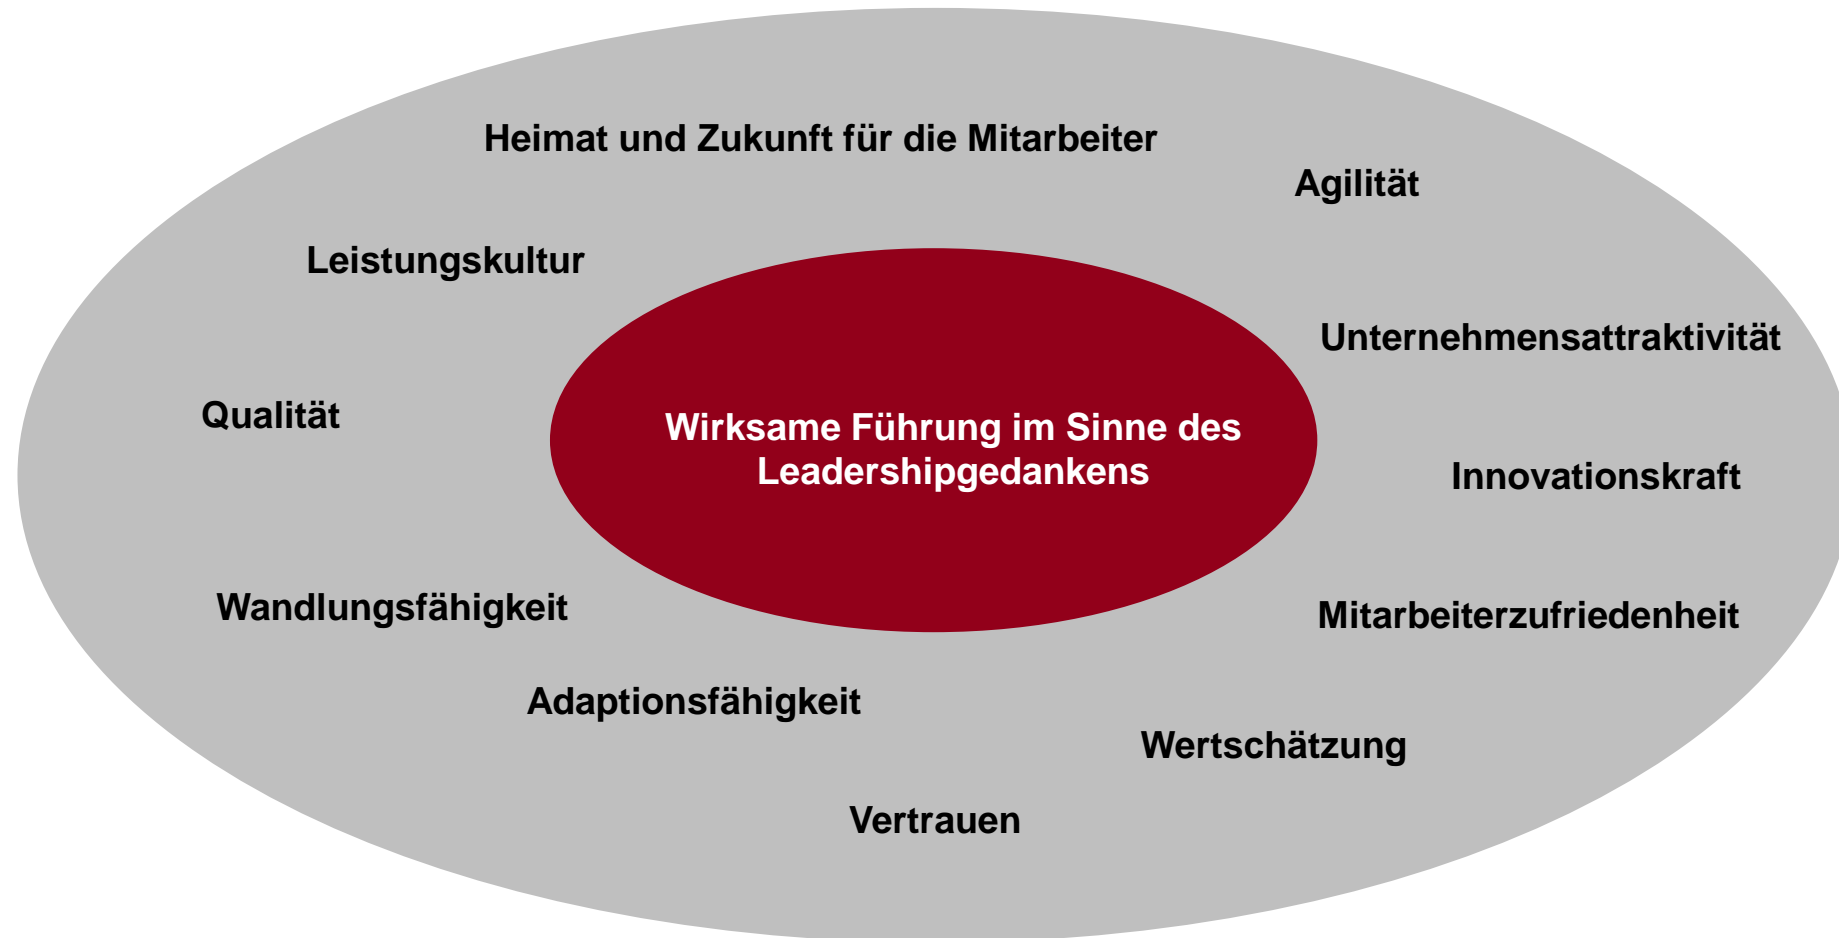 Heimat und Zukunft für die Mitarbeiter
Agilität
Leistungskultur
Unternehmensattraktivität
Qualität
Wirksame Führung im Sinne des
Leadershipgedankens
Innovationskraft
Wandlungsfähigkeit
Mitarbeiterzufriedenheit
Adaptionsfähigkeit
Wertschätzung
Vertrauen